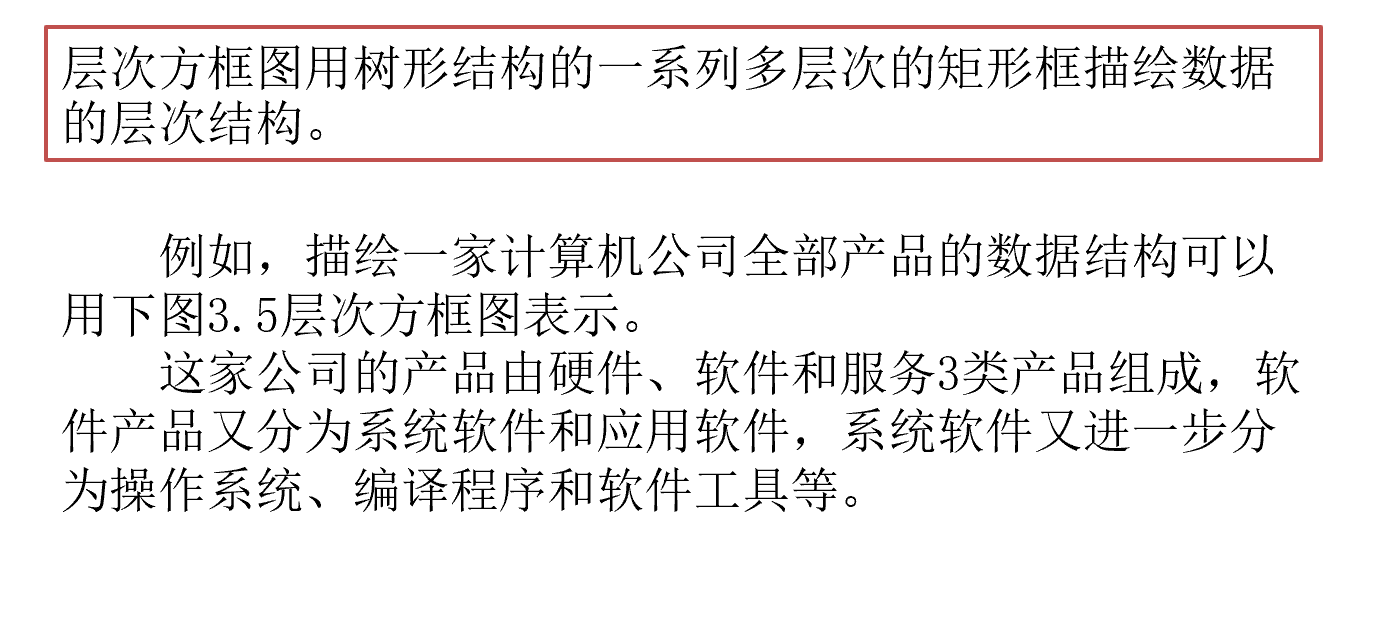 层次方框图用树形结构的一系列多层次的矩形框描绘数据
的层次结构。
例如，描绘一家计算机公司全部产品的数据结构可以
用下图3.5层次方框图表示。
这家公司的产品由硬件、软件和服务3类产品组成，软
件产品又分为系统软件和应用软件，系统软件又进一步分
为操作系统、编译程序和软件工具等。